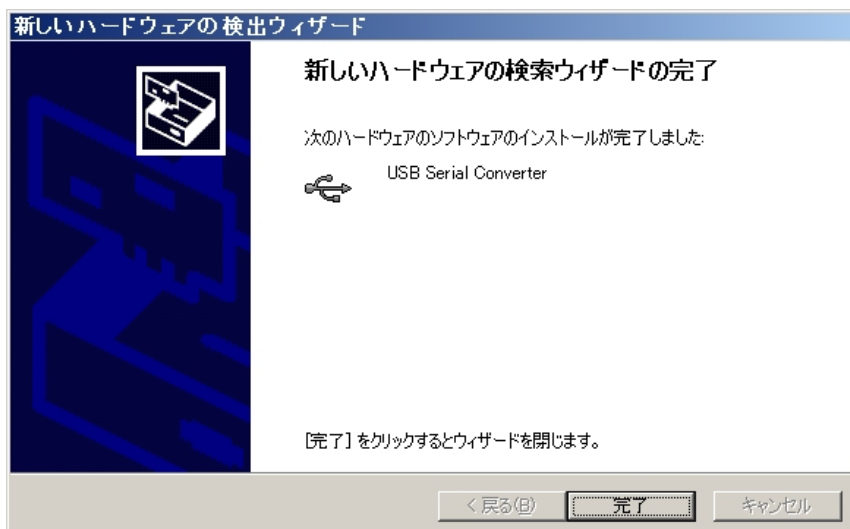 新しいハードウェアの検出ウィザード
新しいハードウェアの検索ウィザードの完了
次のハードウェアのソフトウェアのインストールが完了しました:
USB Serial Converter
[完了] をクリックするとウィザードを閉じます。
< 戻る(B)
完了
キャンセル